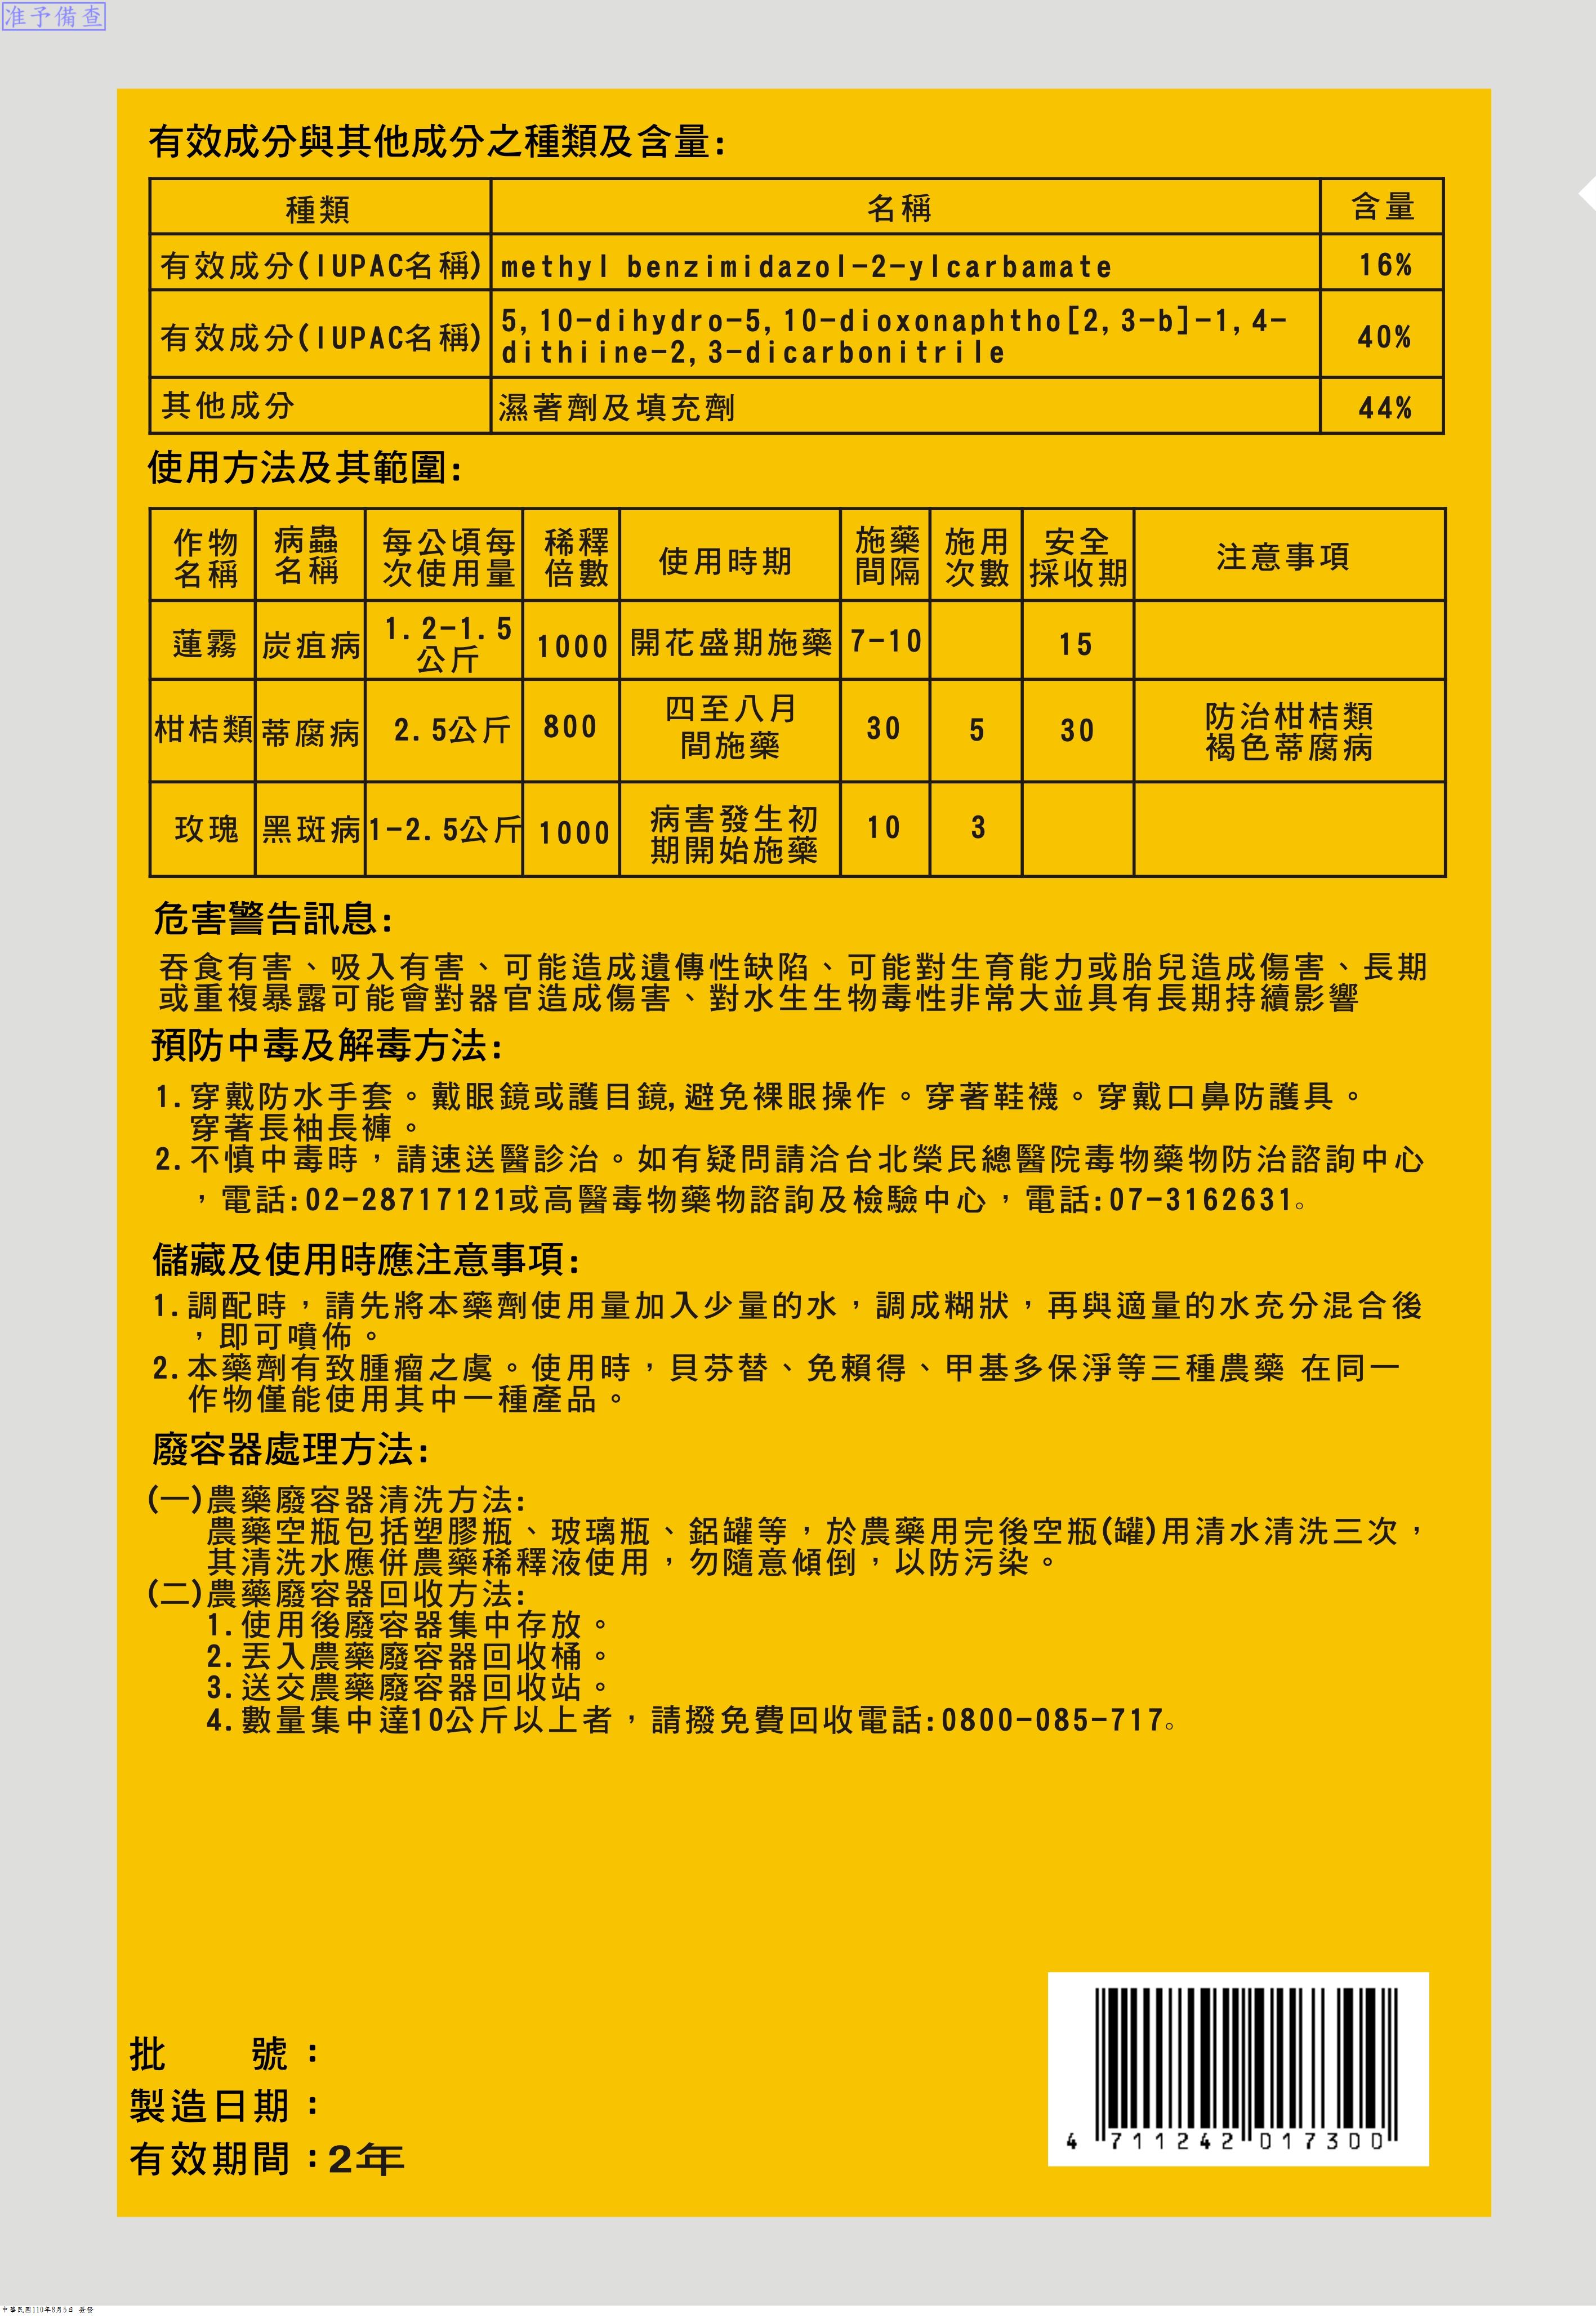 准予備查
有效成分與其他成分之種類及含量:
種類 名稱 含量
有效成分(IUPAC名稱) methyl benzimidazol-2-ylcarbamate 16%
有效成分(IUPAC名稱) 5,10-dihydro-5,10-dioxonaphtho[2,3-b]-1,4-
dithiine-2,3-dicarbonitrile 40%
其他成分 濕著劑及填充劑 44%
使用方法及其範圍:
作物 病蟲 每公頃每 稀釋 使用時期 施藥 施用 安全 注意事項
名稱 名稱 次使用量 倍數 間隔 次數 採收期
蓮霧 炭疽病 1.2-1.5 1000 開花盛期施藥 7-10 15
公斤
柑桔類 蒂腐病 2.5公斤 800 四至八月 30 5 30 防治柑桔類
間施藥 褐色蒂腐病
玫瑰 黑斑病 1-2.5公斤 1000 病害發生初 10 3
期開始施藥
危害警告訊息:
吞食有害、吸入有害、可能造成遺傳性缺陷、可能對生育能力或胎兒造成傷害、長期
或重複暴露可能會對器官造成傷害、對水生生物毒性非常大並具有長期持續影響
預防中毒及解毒方法:
1.穿戴防水手套。戴眼鏡或護目鏡,避免裸眼操作。穿著鞋襪。穿戴口鼻防護具。
穿著長袖長褲。
2.不慎中毒時，請速送醫診治。如有疑問請洽台北榮民總醫院毒物藥物防治諮詢中心
，電話:02-28717121或高醫毒物藥物諮詢及檢驗中心，電話:07-3162631。
儲藏及使用時應注意事項:
1.調配時，請先將本藥劑使用量加入少量的水，調成糊狀，再與適量的水充分混合後
，即可噴佈。
2.本藥劑有致腫瘤之虞。使用時，貝芬替、免賴得、甲基多保淨等三種農藥 在同一
作物僅能使用其中一種產品。
廢容器處理方法:
(一)農藥廢容器清洗方法:
農藥空瓶包括塑膠瓶、玻璃瓶、鋁罐等，於農藥用完後空瓶(罐)用清水清洗三次，
其清洗水應併農藥稀釋液使用，勿隨意傾倒，以防污染。
(二)農藥廢容器回收方法:
1.使用後廢容器集中存放。
2.丟入農藥廢容器回收桶。
3.送交農藥廢容器回收站。
4.數量集中達10公斤以上者，請撥免費回收電話:0800-085-717。
批 號：
製造日期：
有效期間：2年
4 711242 017300
中華民國110年8月5日 簽發